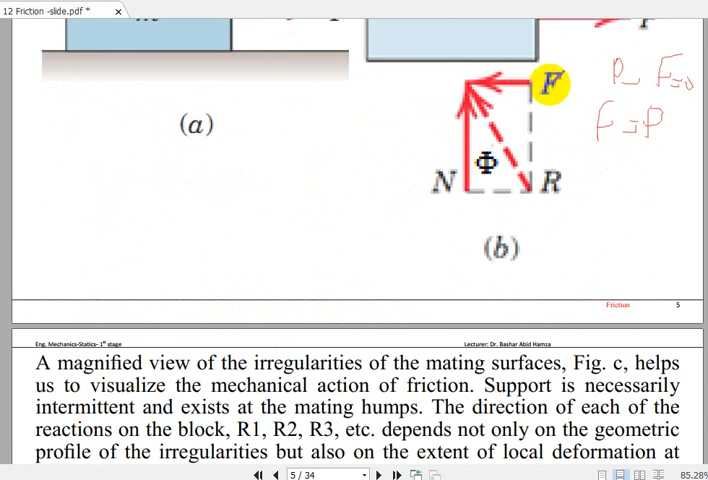 12 Friction -slide.pdf *
(a)
F
P_ F=0
F=P
Φ
N
R
(b)
Friction 5
Eng. Mechanics-Statics- 1st stage Lecturer: Dr. Bashar Abid Hamza
A magnified view of the irregularities of the mating surfaces, Fig. c, helps
us to visualize the mechanical action of friction. Support is necessarily
intermittent and exists at the mating humps. The direction of each of the
reactions on the block, R1, R2, R3, etc. depends not only on the geometric
profile of the irregularities but also on the extent of local deformation at
5 / 34
85.28%